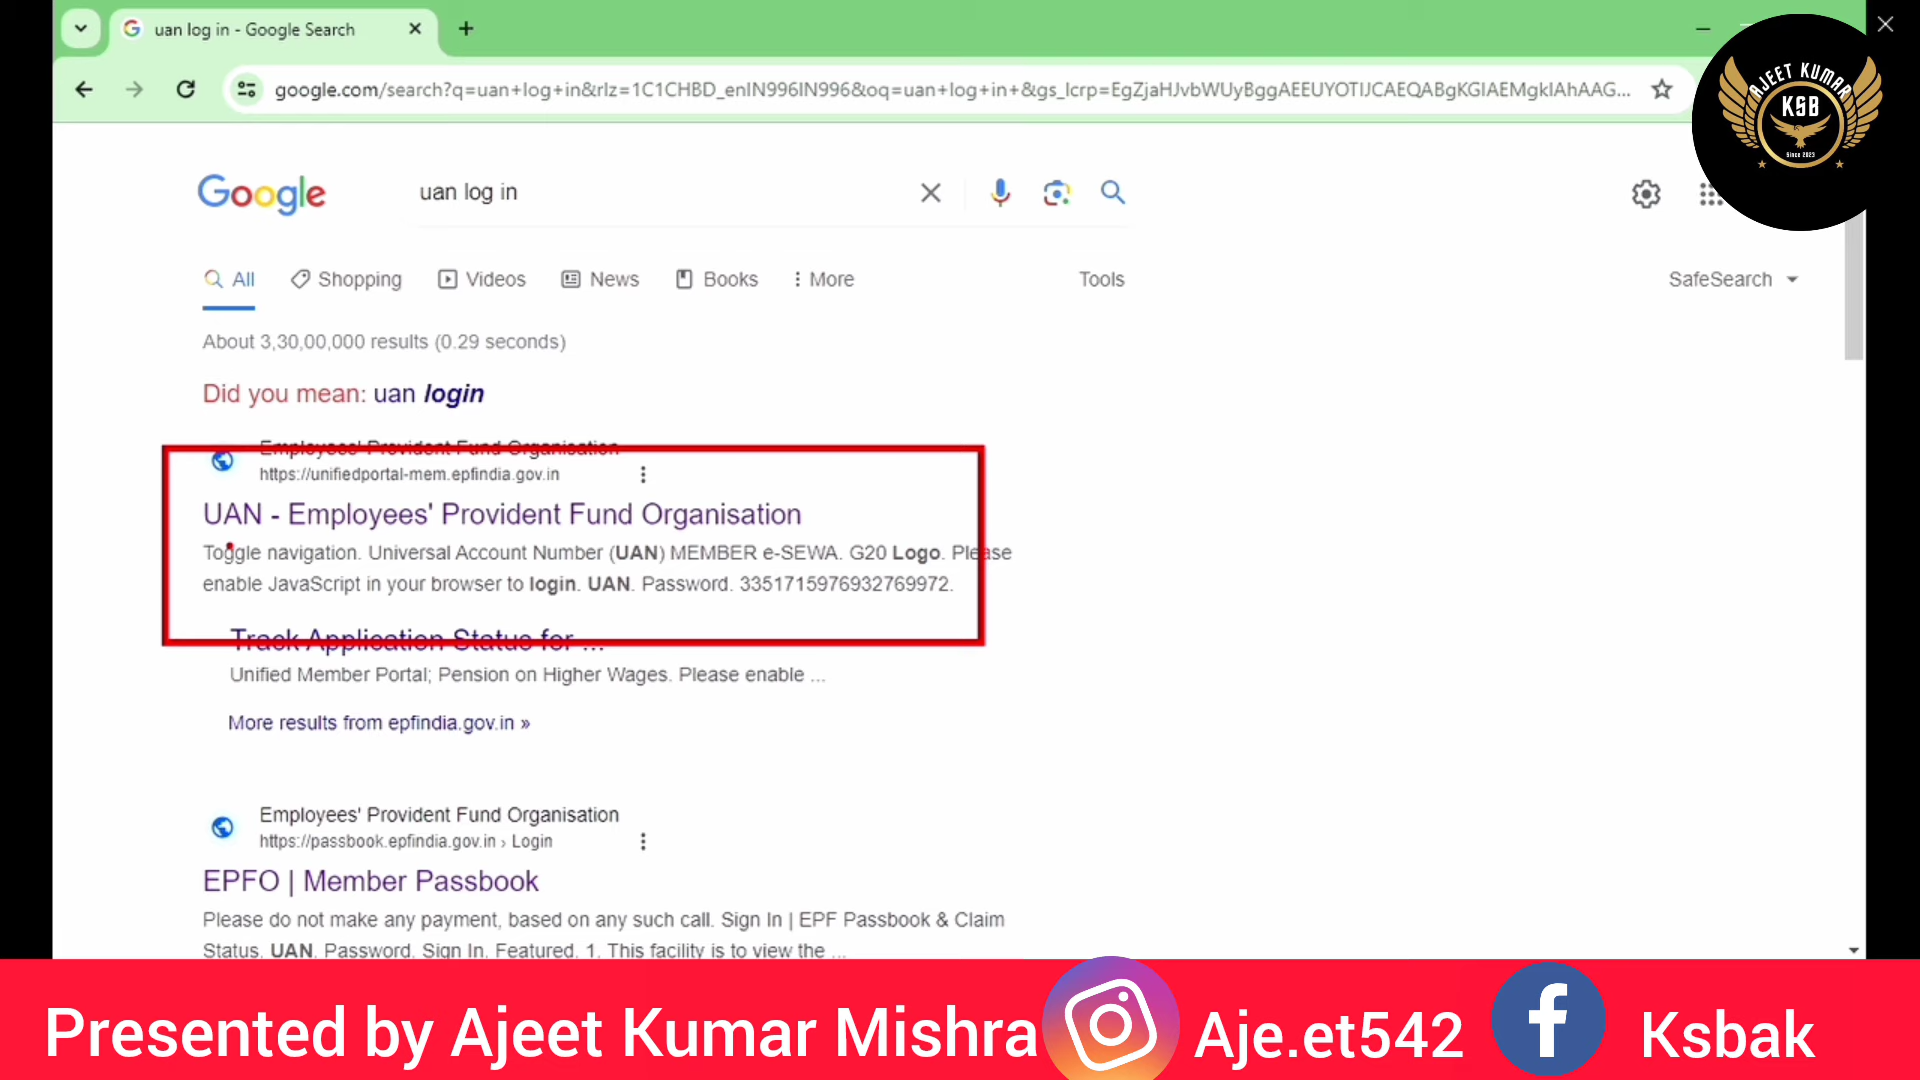 uan log in - Google Search
google.com/search?q=uan+log+in&rlz=1C1CHBD_enIN996IN996&oq=uan+log+in+&gs_lcrp=EgZjaHJvbWUyBggAEEUYOTIJCAEQABgKGIAEMgkIAhAAG...
AJEET KUMAR
KSB
Since 2023
Google
uan log in
All
Shopping
Videos
News
Books
More
Tools
SafeSearch
About 3,30,00,000 results (0.29 seconds)
Did you mean: uan login
Employees' Provident Fund Organisation
https://unifiedportal-mem.epfindia.gov.in
UAN - Employees' Provident Fund Organisation
Toggle navigation. Universal Account Number (UAN) MEMBER e-SEWA. G20 Logo. Please
enable JavaScript in your browser to login. UAN. Password. 3351715976932769972.
Track Application Status for ...
Unified Member Portal; Pension on Higher Wages. Please enable ...
More results from epfindia.gov.in »
Employees' Provident Fund Organisation
https://passbook.epfindia.gov.in › Login
EPFO | Member Passbook
Please do not make any payment, based on any such call. Sign In | EPF Passbook & Claim
Status. UAN. Password. Sign In. Featured. 1. This facility is to view the ...
Presented by Ajeet Kumar Mishra
Aje.et542
Ksbak